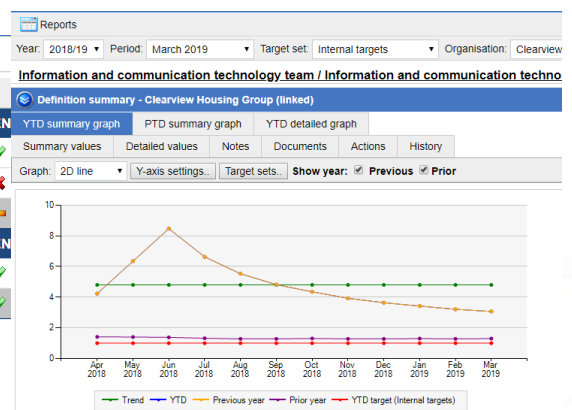 Reports
Year: 2018/19 Period: March 2019 Target set: Internal targets Organisation: Clearview
Information and communication technology team / Information and communication techno
Definition summary - Clearview Housing Group (linked)
YTD summary graph PTD summary graph YTD detailed graph
Summary values Detailed values Notes Documents Actions History
Graph: 2D line Y-axis settings.. Target sets.. Show year: Previous Prior
EN
EN
10
8
6
4
2
0
Apr 2018 May 2018 Jun 2018 Jul 2018 Aug 2018 Sep 2018 Oct 2018 Nov 2018 Dec 2018 Jan 2019 Feb 2019 Mar 2019
Trend YTD Previous year Prior year YTD target (Internal targets)